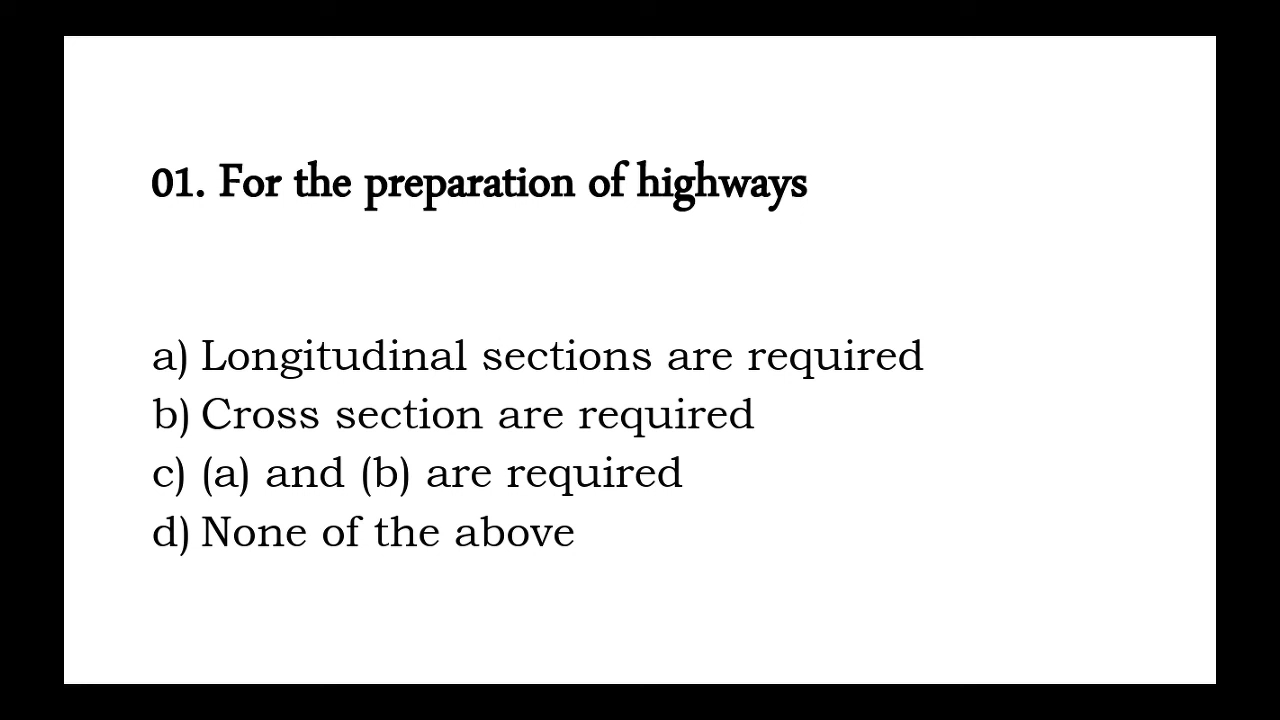 01. For the preparation of highways
a) Longitudinal sections are required
b) Cross section are required
c) (a) and (b) are required
d) None of the above